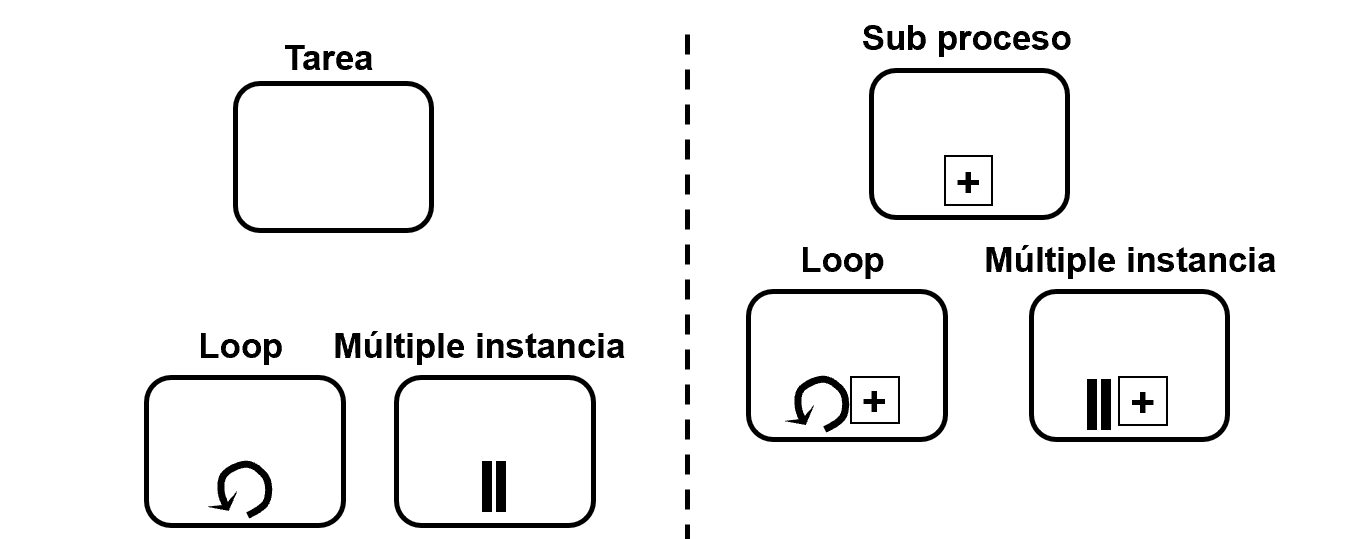 Tarea
Loop
Múltiple instancia
Sub proceso
+
Loop
Múltiple instancia
+
+